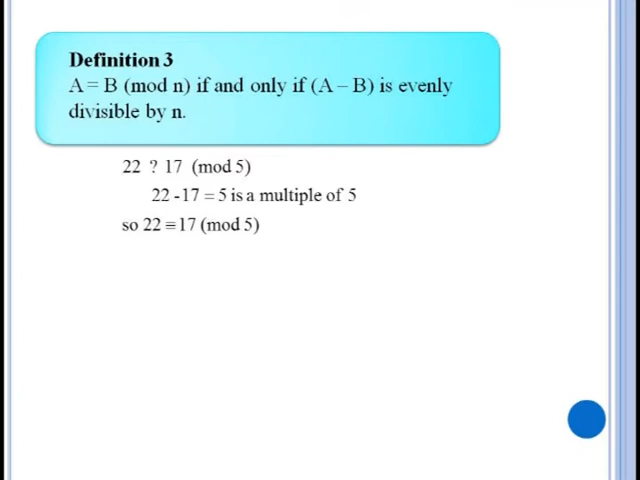 Definition 3
A = B (mod n) if and only if (A – B) is evenly
divisible by n.
22 ? 17 (mod 5)
22 -17 = 5 is a multiple of 5
so 22 ≡ 17 (mod 5)